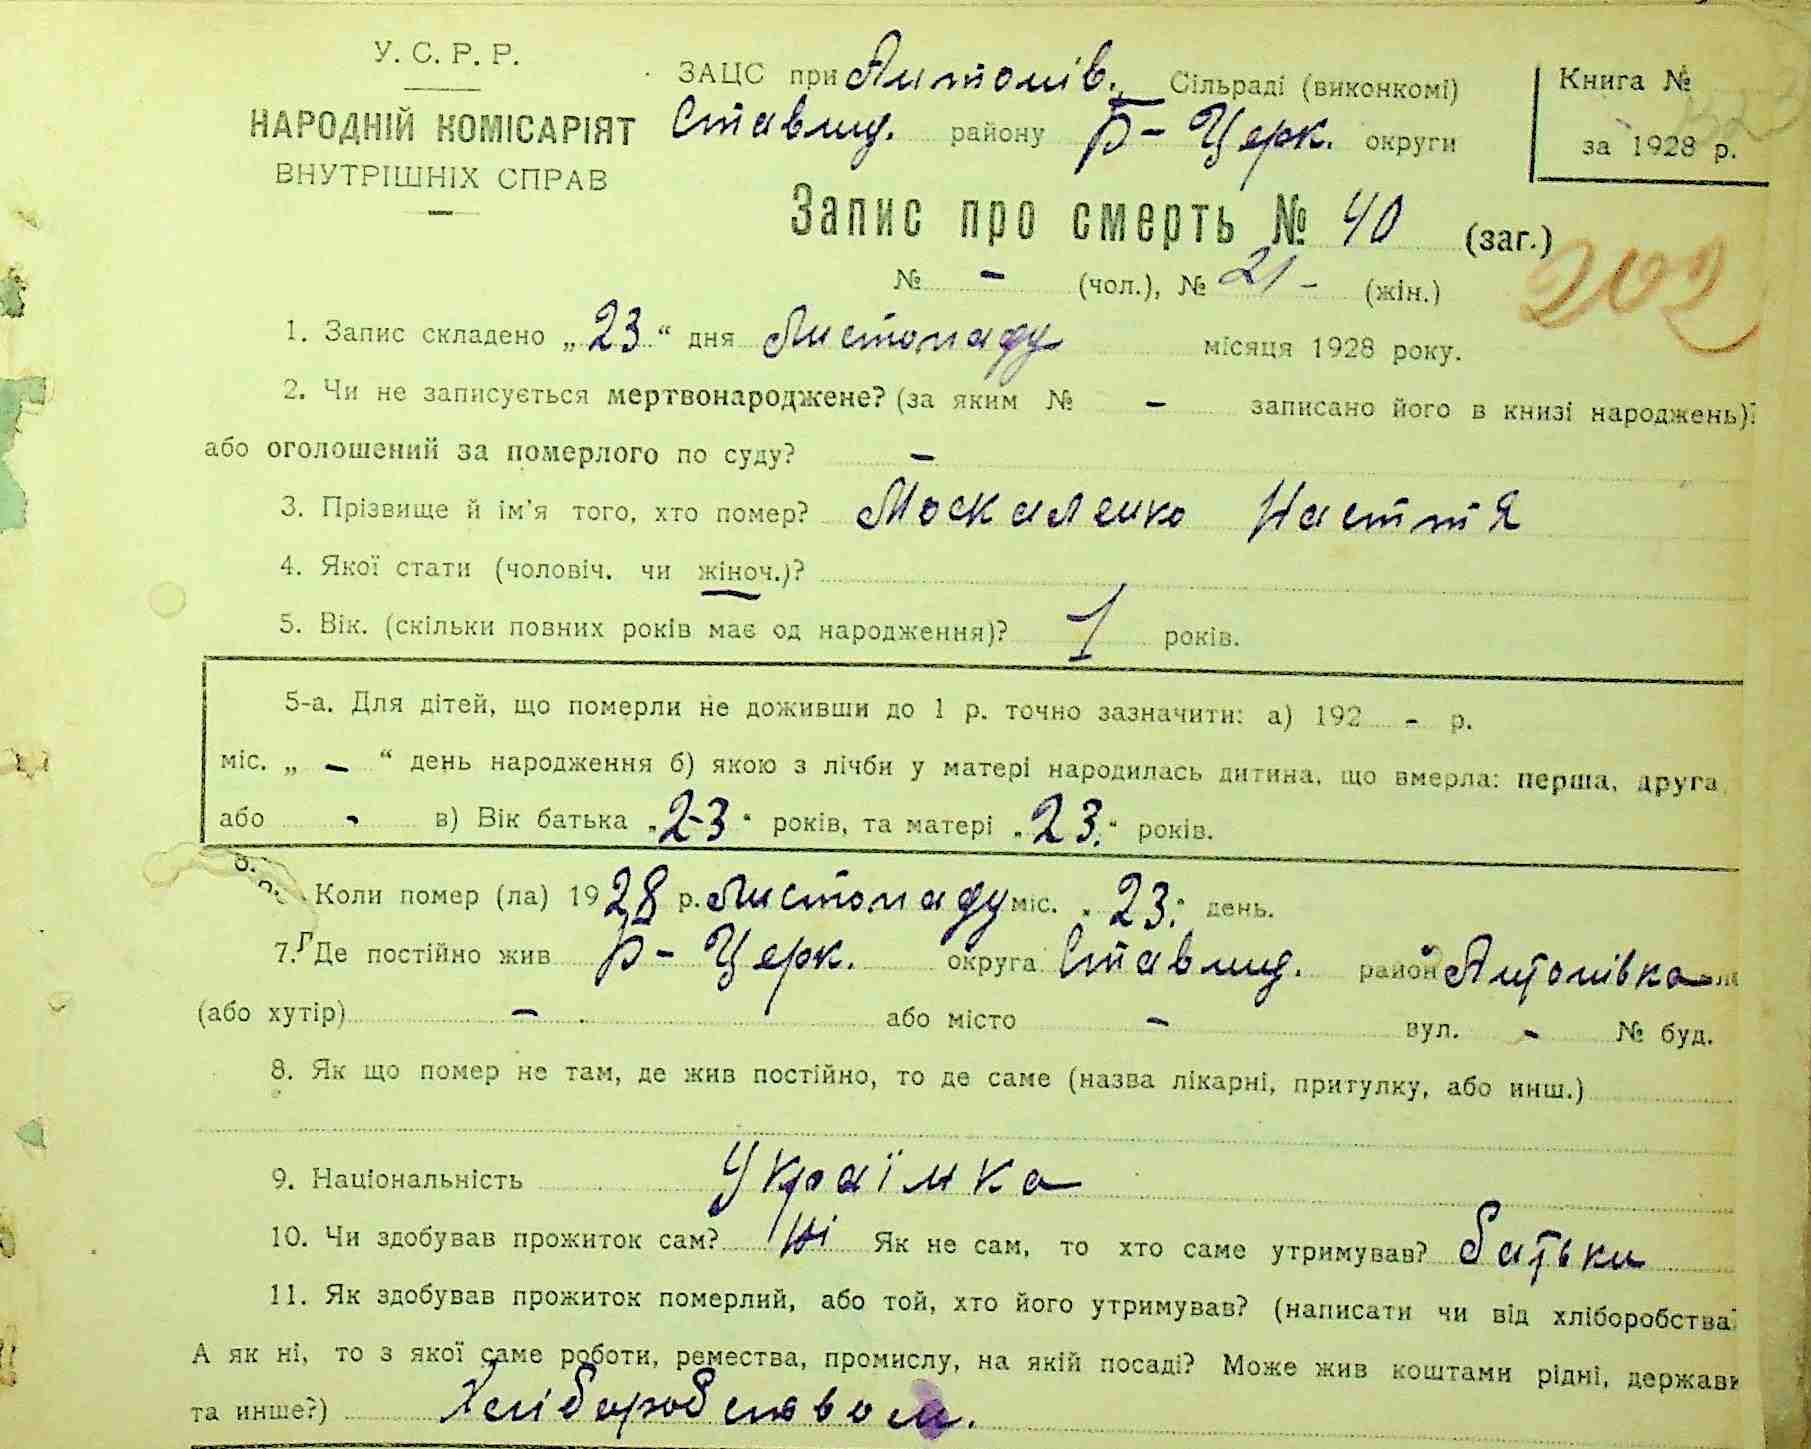 У. С. Р. Р.
НАРОДНІЙ КОМІСАРІЯТ
ВНУТРІШНІХ СПРАВ
ЗАЦС при Антонів. Сільраді (виконкомі)
Ставищ. району Б-Церк. округи
Книга №
за 1928 р.
Запис про смерть № 40 (заг.)
№ - (чол.), № 21 - (жін.)
202
1. Запис складено „23“ дня Листопаду місяця 1928 року.
2. Чи не записується мертвонароджене? (за яким № - записано його в книзі народжень)?
або оголошений за померлого по суду? -
3. Прізвище й ім'я того, хто помер? Москаленко Настя
4. Якої стати (чоловіч. чи жіноч.)?
5. Вік. (скільки повних років має од народження)? 1 років.
5-а. Для дітей, що померли не доживши до 1 р. точно зазначити: а) 192 - р.
міс. „ - “ день народження б) якою з лічби у матері народилась дитина, що вмерла: перша, друга,
або - в) Вік батька „23“ років, та матері „23.“ років.
Коли помер (ла) 1928 р. Листопаду міс. „23.“ день.
7. Де постійно жив Б-Церк. округа Ставищ. район Антонівка
(або хутір) - або місто - вул. - № буд.
8. Як що помер не там, де жив постійно, то де саме (назва лікарні, притулку, або инш.)
9. Національність Українка
10. Чи здобував прожиток сам? Ні Як не сам, то хто саме утримував? батьки
11. Як здобував прожиток померлий, або той, хто його утримував? (написати чи від хліборобства?
А як ні, то з якої саме роботи, ремества, промислу, на якій посаді? Може жив коштами рідні, держави
та инше?) Хліборобством.